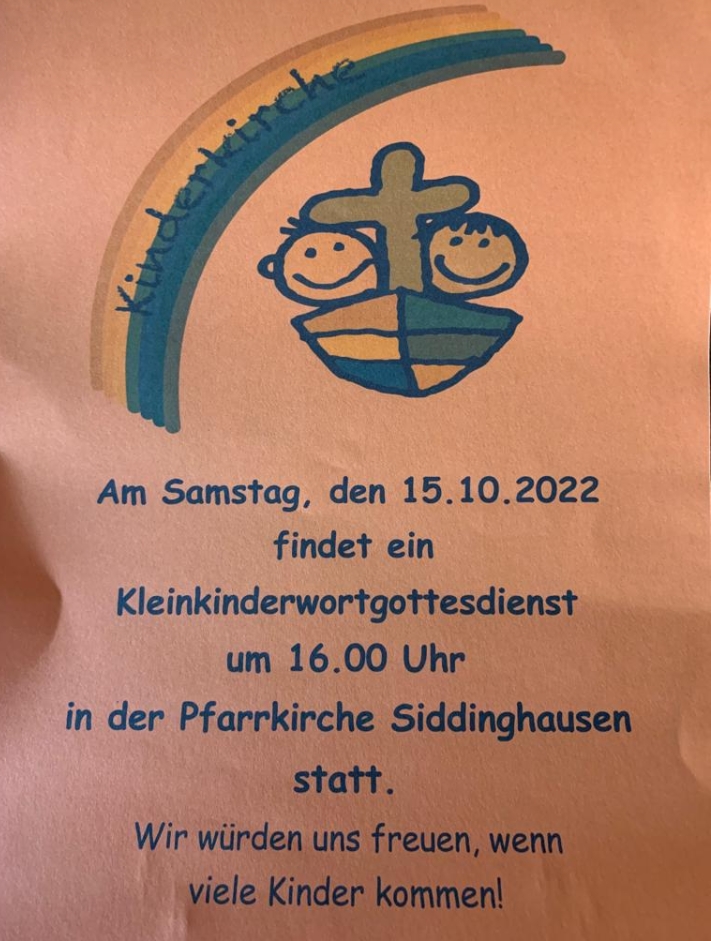 Kinderkirche
Am Samstag, den 15.10.2022
findet ein
Kleinkinderwortgottesdienst
um 16.00 Uhr
in der Pfarrkirche Siddinghausen
statt.
Wir würden uns freuen, wenn
viele Kinder kommen!